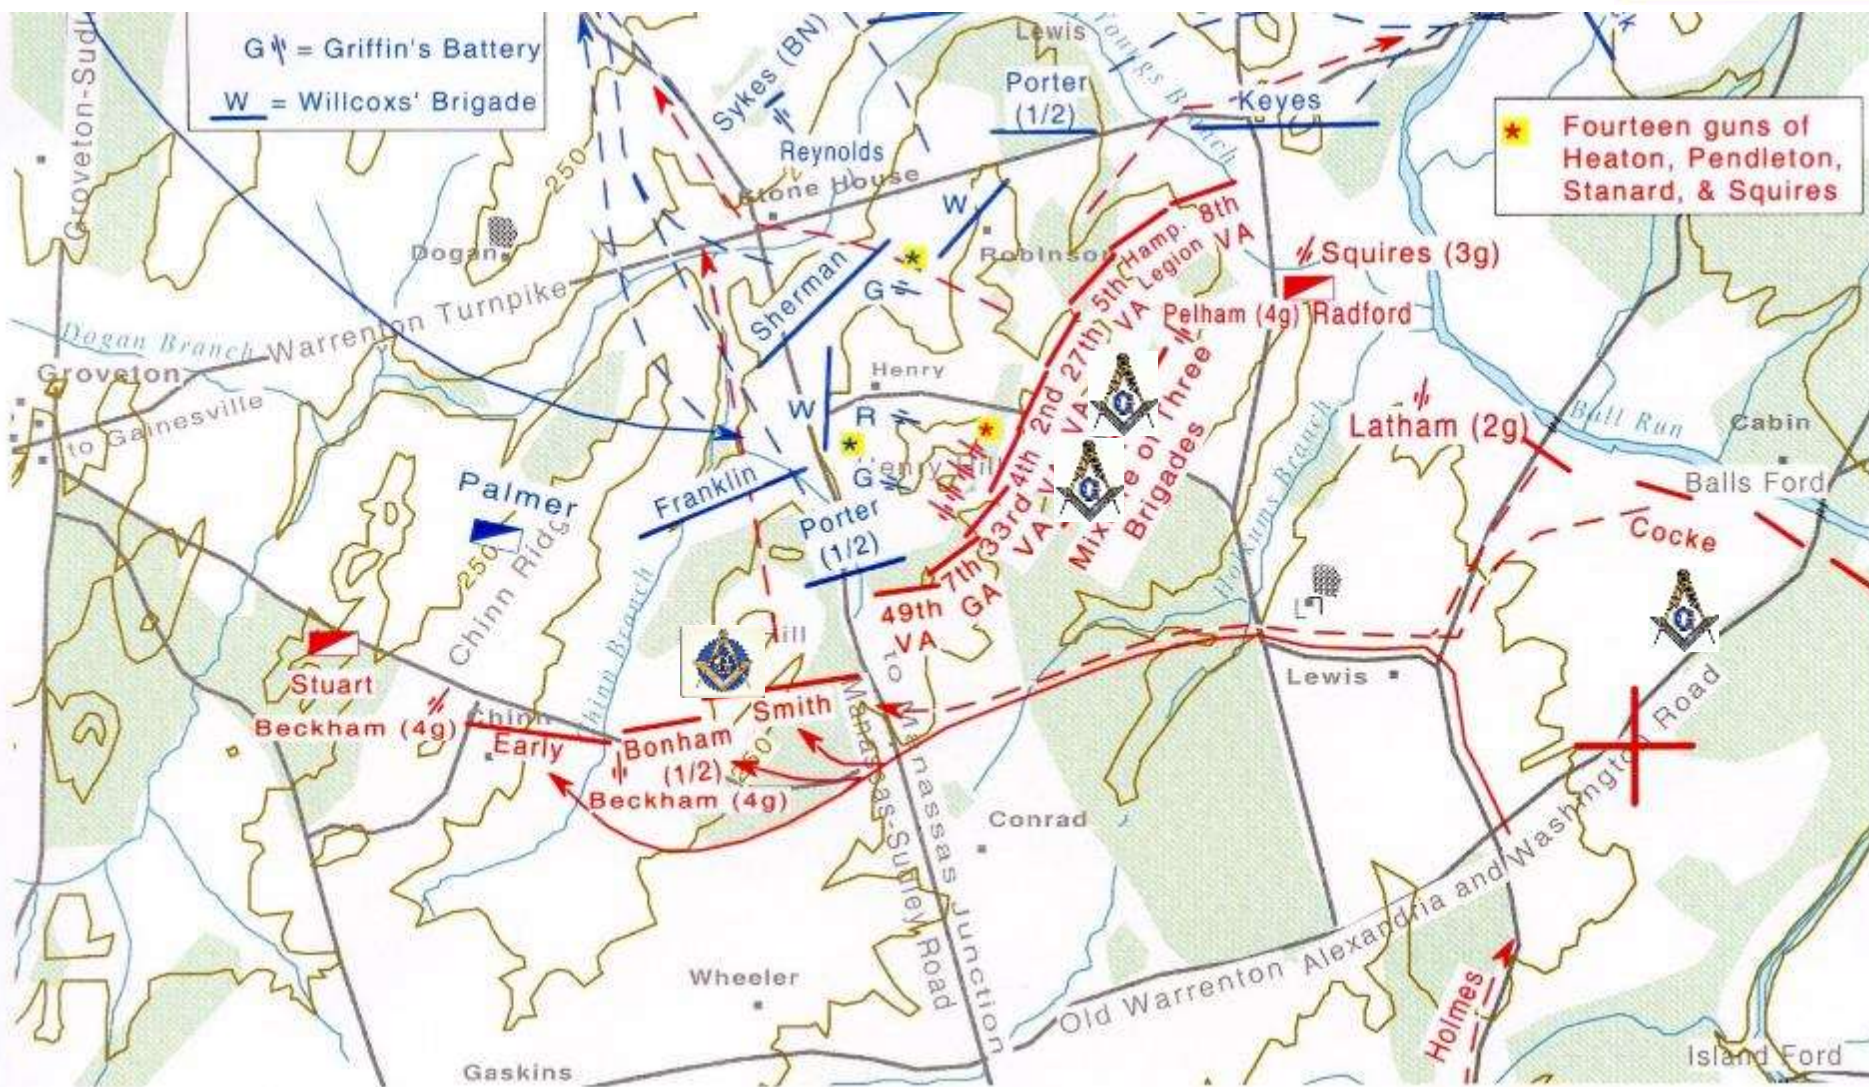 G = Griffin's Battery
W = Willcoxs' Brigade
Groveton-Sudl
Sykes (BN)
Reynolds
Lewis
Porter
(1/2)
Youngs Branch
Keyes
* Fourteen guns of
Heaton, Pendleton,
Stanard, & Squires
250
Stone House
Dogan
Warrenton Turnpike
Dogan Branch
Groveton
to Gainesville
Sherman
*
G
W
Robinson
8th
VA
Hamp.
Legion
5th
VA
27th
VA
2nd
VA
4th
33rd
VA
7th
GA
49th
VA
Squires (3g)
Radford
Pelham (4g)
Three
Brigades
Henry
W
R
*
*
G
Latham (2g)
Bull Run
Cabin
Balls Ford
Cocke
Palmer
Franklin
Porter
(1/2)
250
Chinn Ridge
Chinn Branch
Stuart
Beckham (4g)
Chinn
Early
Bonham
(1/2)
Beckham (4g)
Smith
250
Hill
G
G
G
to Manassas Junction
Manassas-Sudley Road
Lewis
Conrad
Wheeler
Gaskins
Old Warrenton Alexandria and Washington Road
Holmes
Island Ford